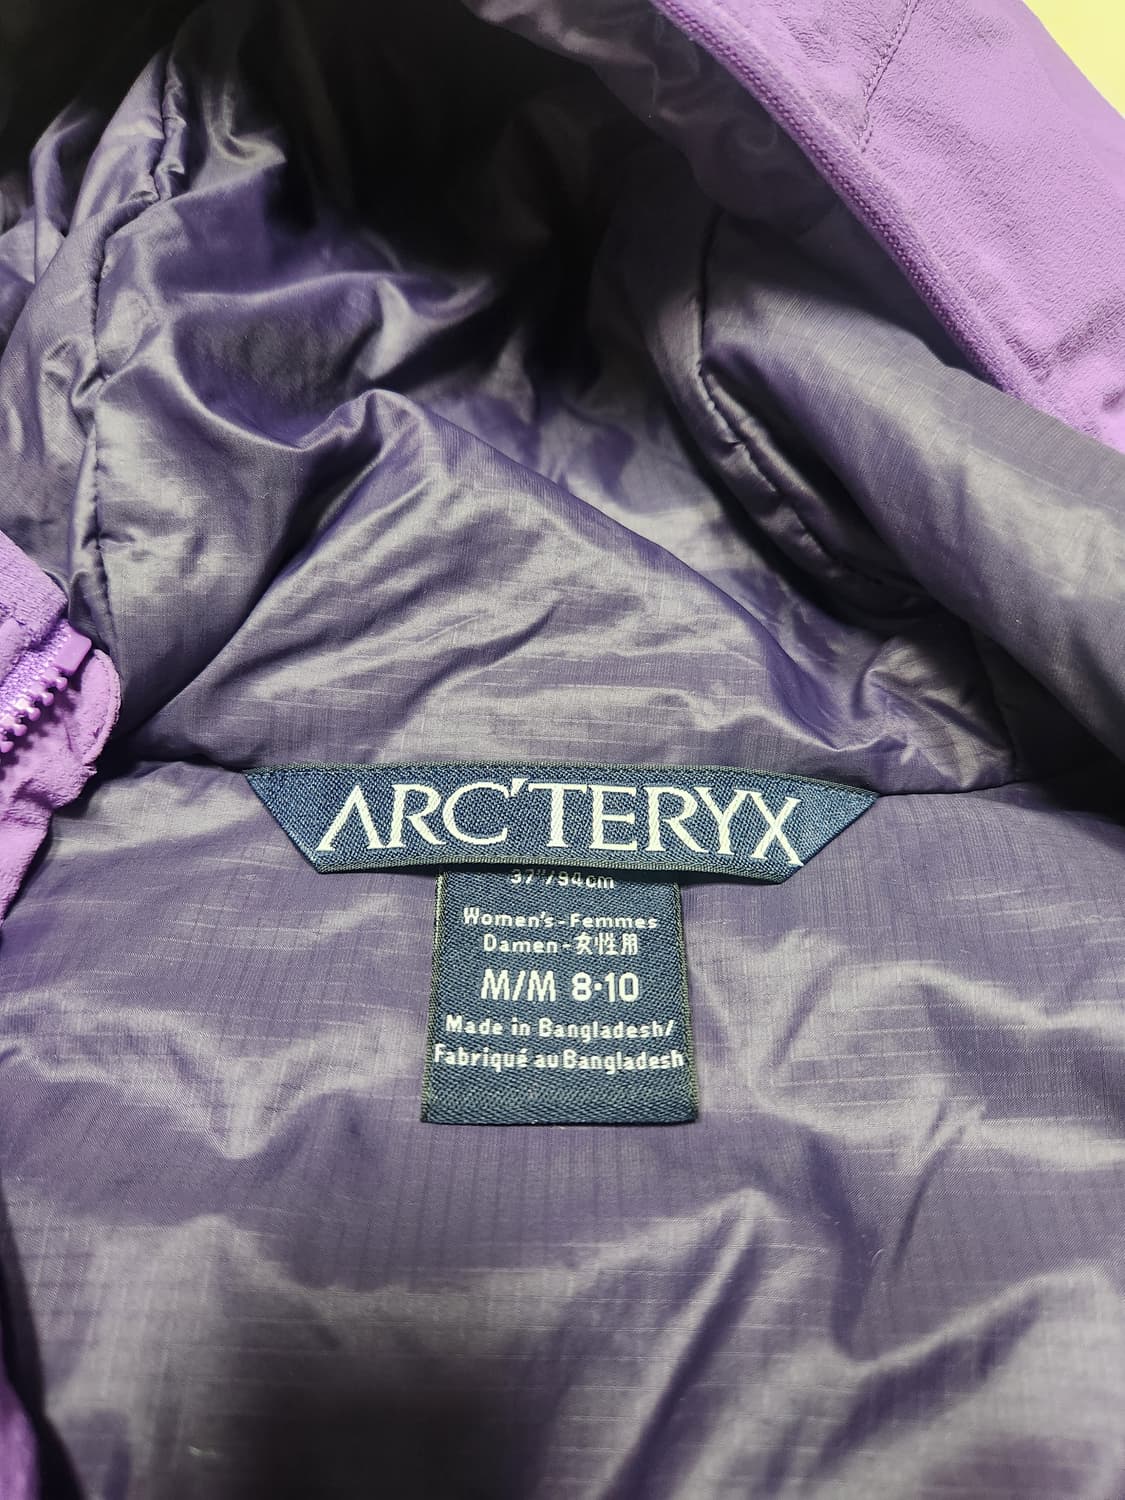 ARC'TERYX
37"/94cm
Women's-Femmes
Damen-女性用
M/M 8·10
Made in Bangladesh/
Fabriqué au Bangladesh